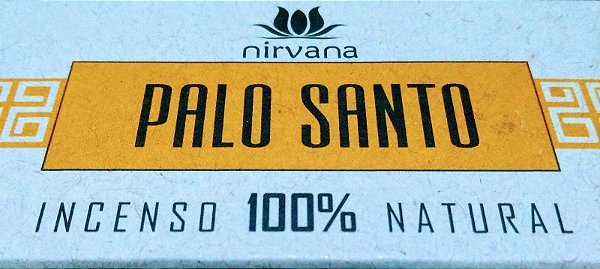 nirvana
PALO SANTO
INCENSO 100% NATURAL